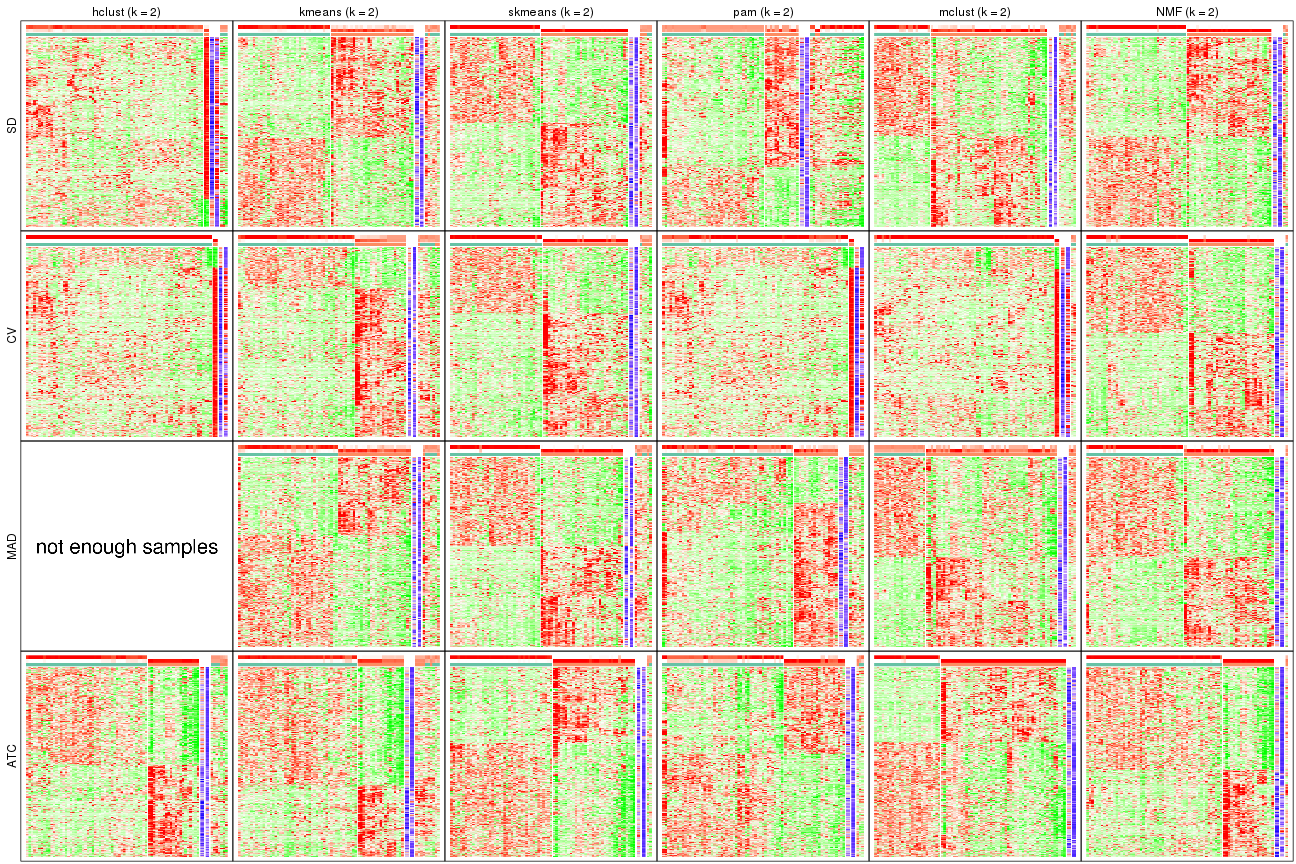 hclust (k = 2) kmeans (k = 2) skmeans (k = 2) pam (k = 2) mclust (k = 2) NMF (k = 2)
SD
CV
MAD
not enough samples
ATC